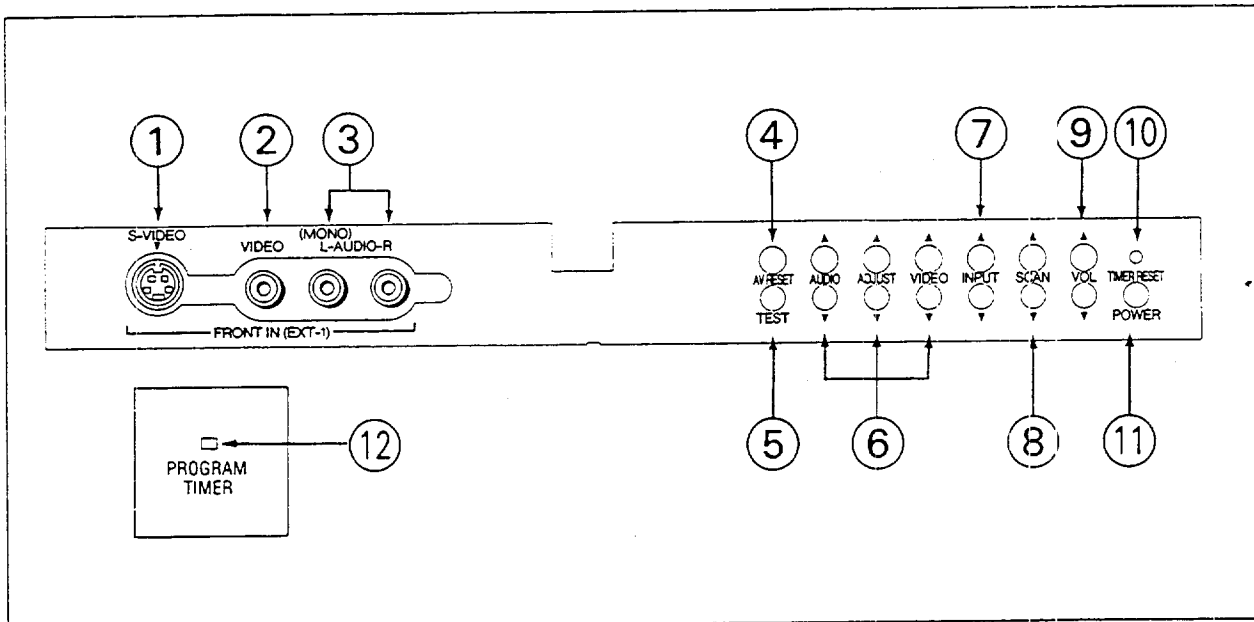 1 2 3 4 7 9 10
S-VIDEO VIDEO (MONO) L-AUDIO-R
FRONT IN (EXT-1)
AV RESET AUDIO ADJUST VIDEO INPUT SCAN VOL TIMER RESET
TEST POWER
5 6 8 11
12
PROGRAM
TIMER